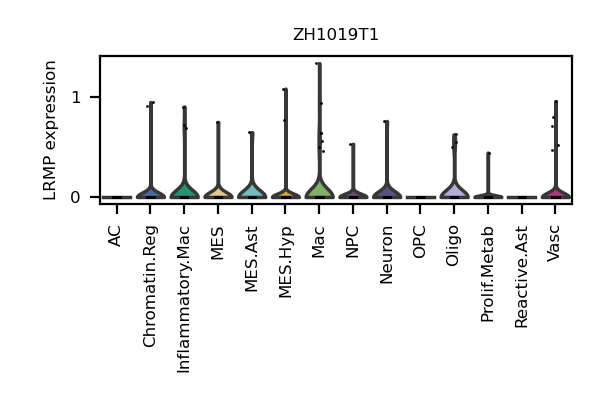 ZH1019T1
LRMP expression
1
0
AC
Chromatin.Reg
Inflammatory.Mac
MES
MES.Ast
MES.Hyp
Mac
NPC
Neuron
OPC
Oligo
Prolif.Metab
Reactive.Ast
Vasc